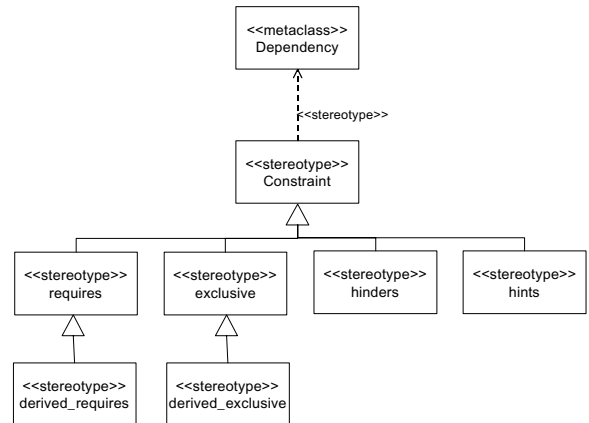 <<metaclass>>
Dependency
<<stereotype>>
<<stereotype>>
Constraint
<<stereotype>>
requires
<<stereotype>>
exclusive
<<stereotype>>
hinders
<<stereotype>>
hints
<<stereotype>>
derived_requires
<<stereotype>>
derived_exclusive